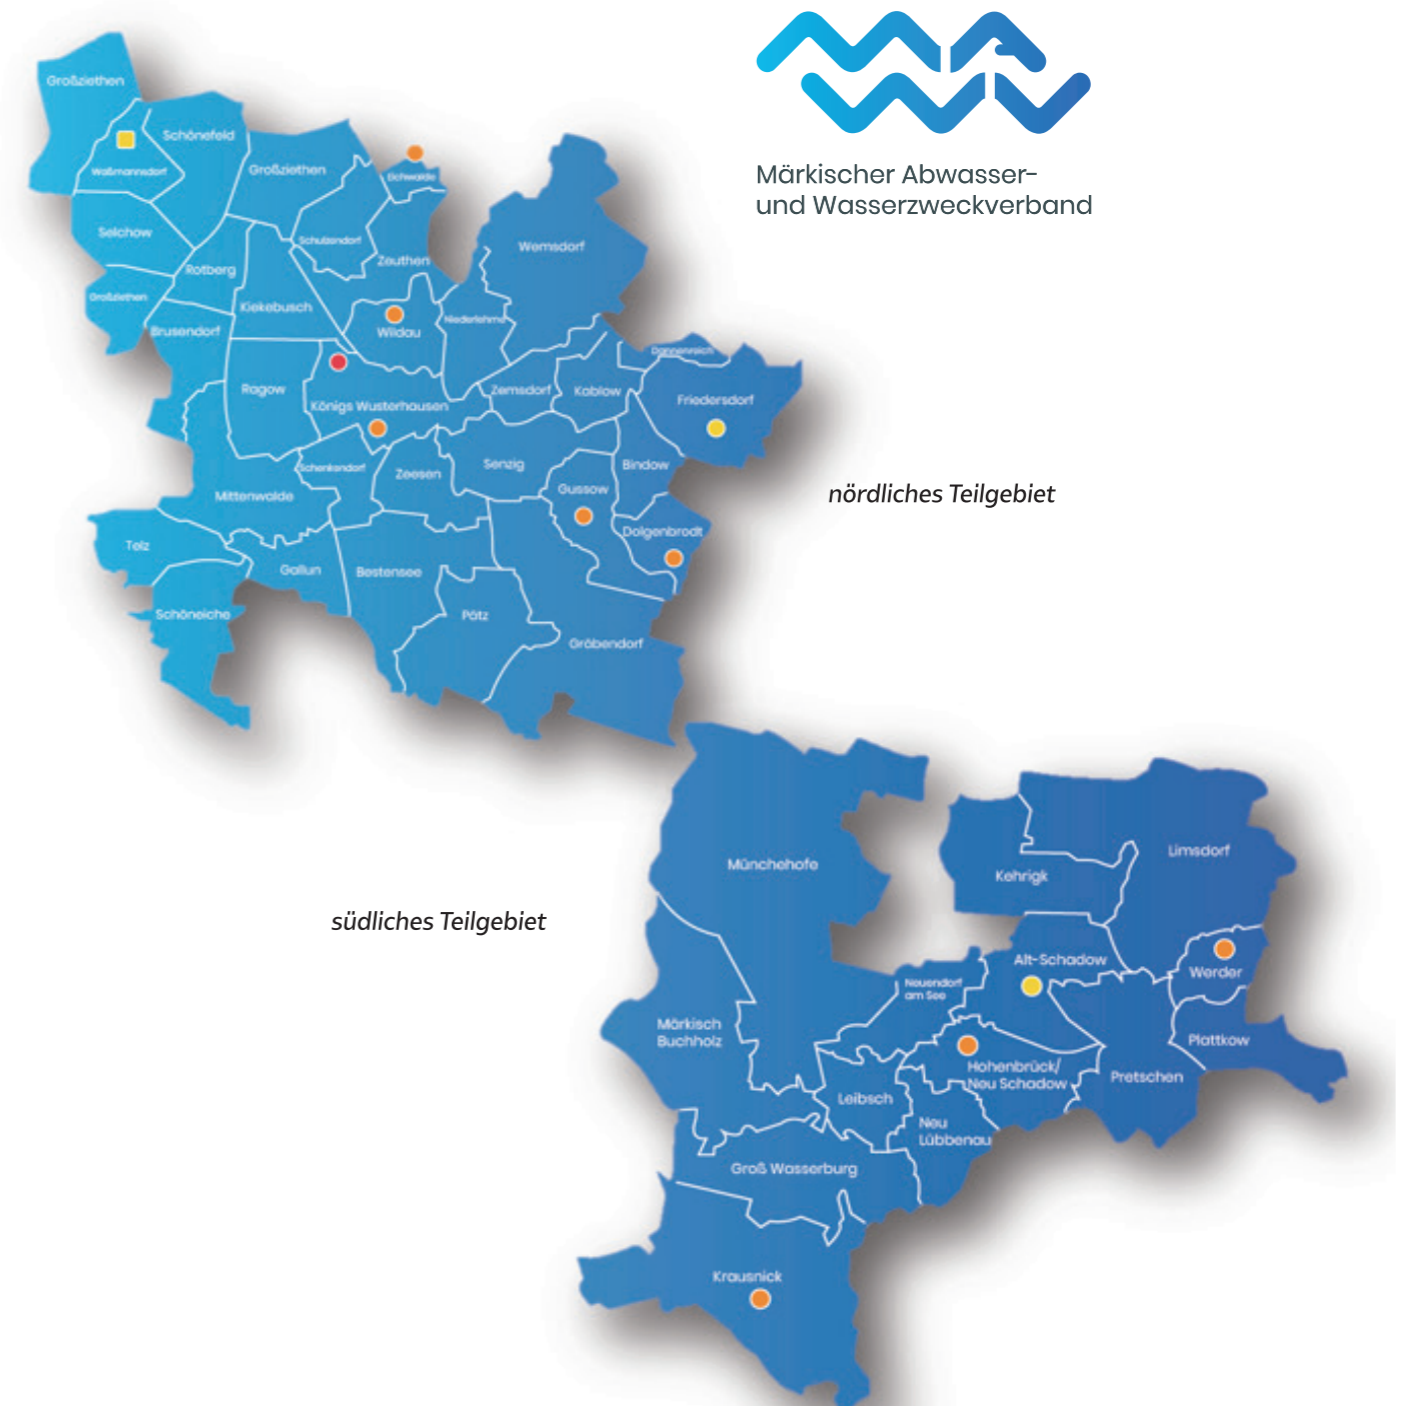 Märkischer Abwasser-
und Wasserzweckverband
Großziethen
Schönefeld
Waßmannsdorf
Großziethen
Eichwalde
Selchow
Schulzendorf
Wernsdorf
Zeuthen
Rotberg
Großziethen
Kiekebusch
Brusendorf
Wildau
Niederlehme
Dannenreich
Ragow
Zernsdorf
Kablow
Friedersdorf
Königs Wusterhausen
Schenkendorf
Zeesen
Senzig
Bindow
Mittenwalde
Gussow
nördliches Teilgebiet
Dolgenbrodt
Telz
Gallun
Bestensee
Schöneiche
Pätz
Gräbendorf
Münchehofe
Limsdorf
Kehrigk
südliches Teilgebiet
Alt-Schadow
Werder
Neuendorf
am See
Märkisch
Buchholz
Plattkow
Hohenbrück/
Neu Schadow
Pretschen
Leibsch
Neu
Lübbenau
Groß Wasserburg
Krausnick